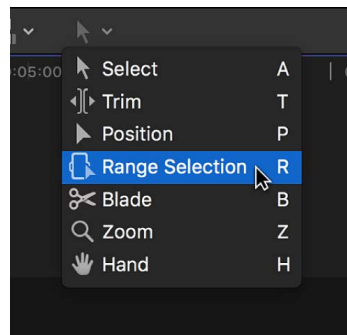 :05:00
Select A
Trim T
Position P
Range Selection R
Blade B
Zoom Z
Hand H